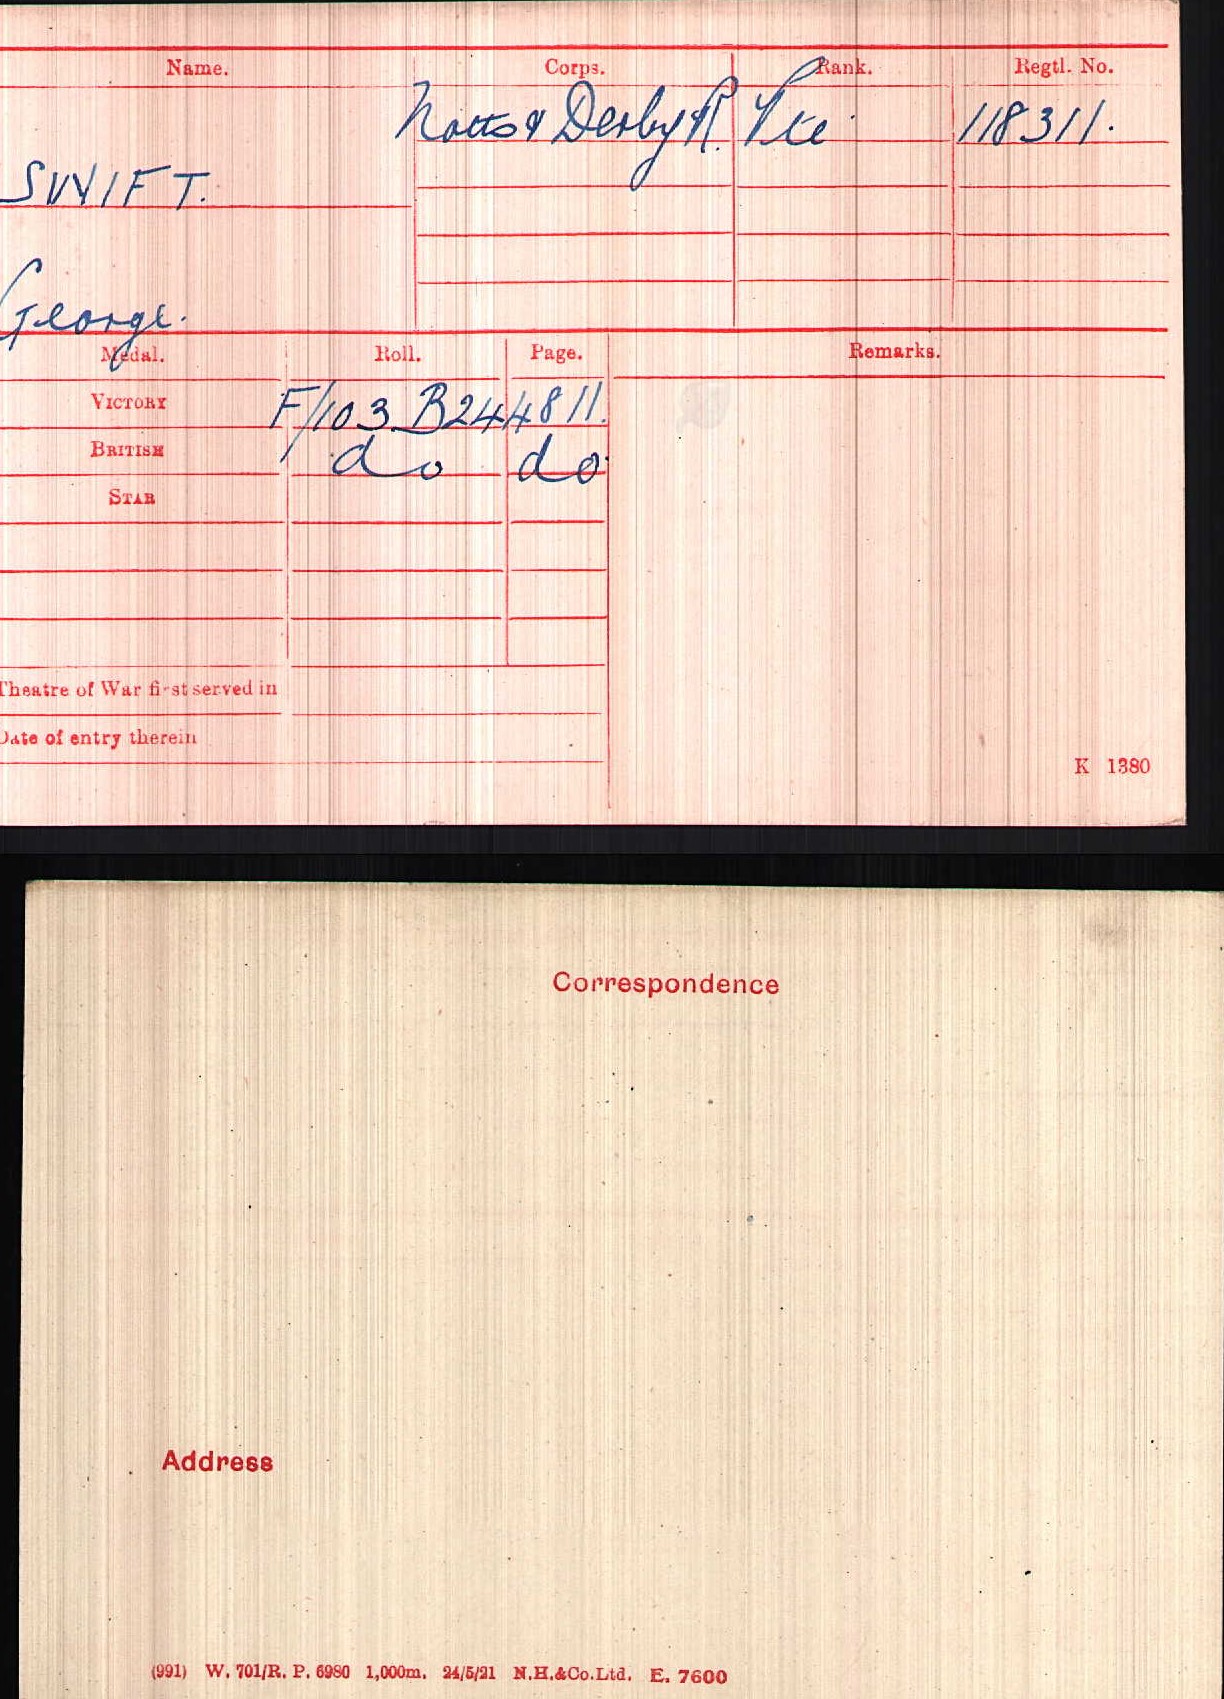 Name. Corps. Rank. Regtl. No.
Notts & Derby R. Pte. 118311.
SWIFT.
George.
Medal. Roll. Page. Remarks.
VICTORY F/103 B24 4811.
BRITISH do do
STAR
Theatre of War first served in
Date of entry therein
K 1380
Correspondence
Address
(991) W. 701/R. P. 6980 1,000m. 24/5/21 N.H.&Co.Ltd. E. 7600